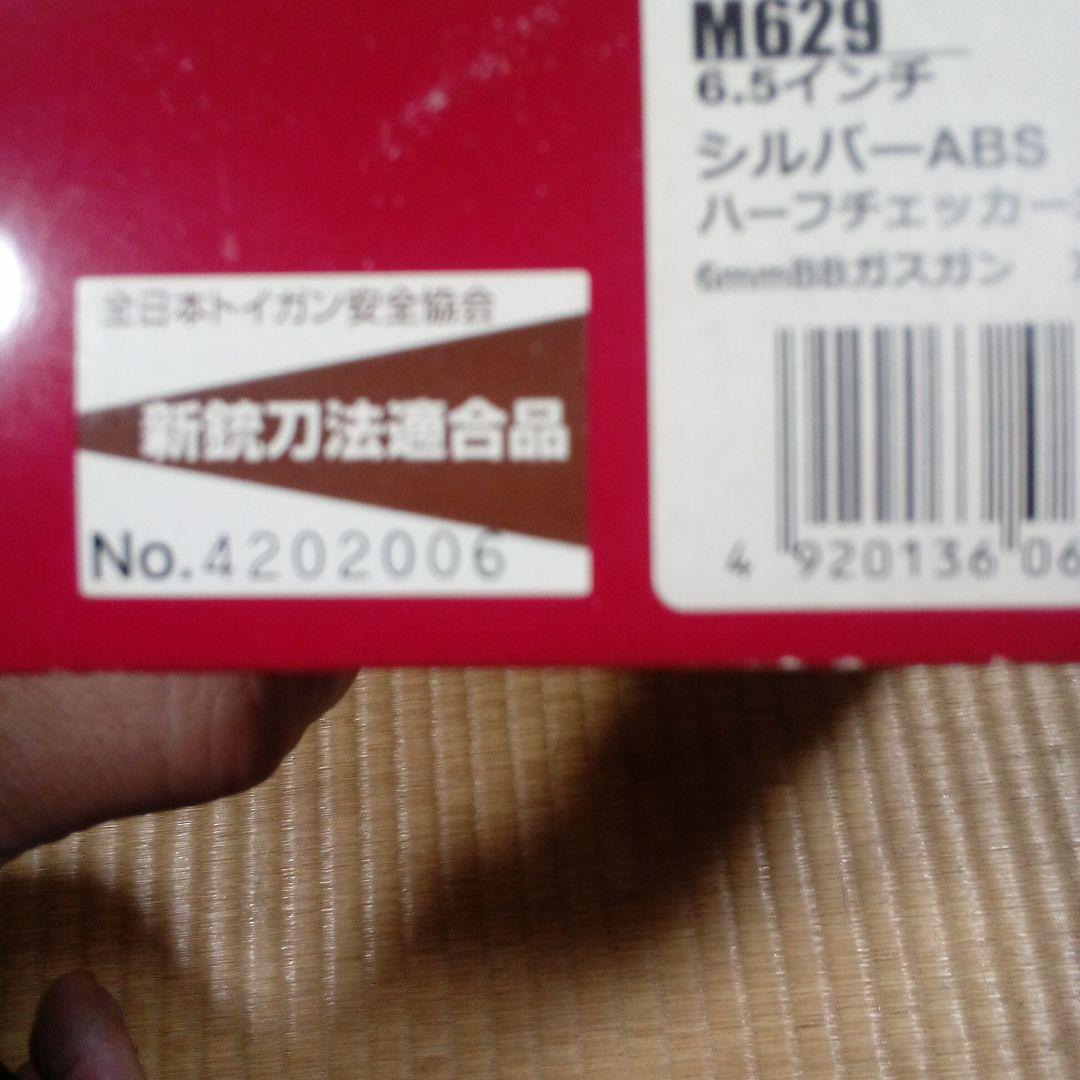 M629
6.5インチ
シルバーABS
ハーフチェッカー
6mmBBガスガン
全日本トイガン安全協会
新銃刀法適合品
No.4202006
4 920136 06